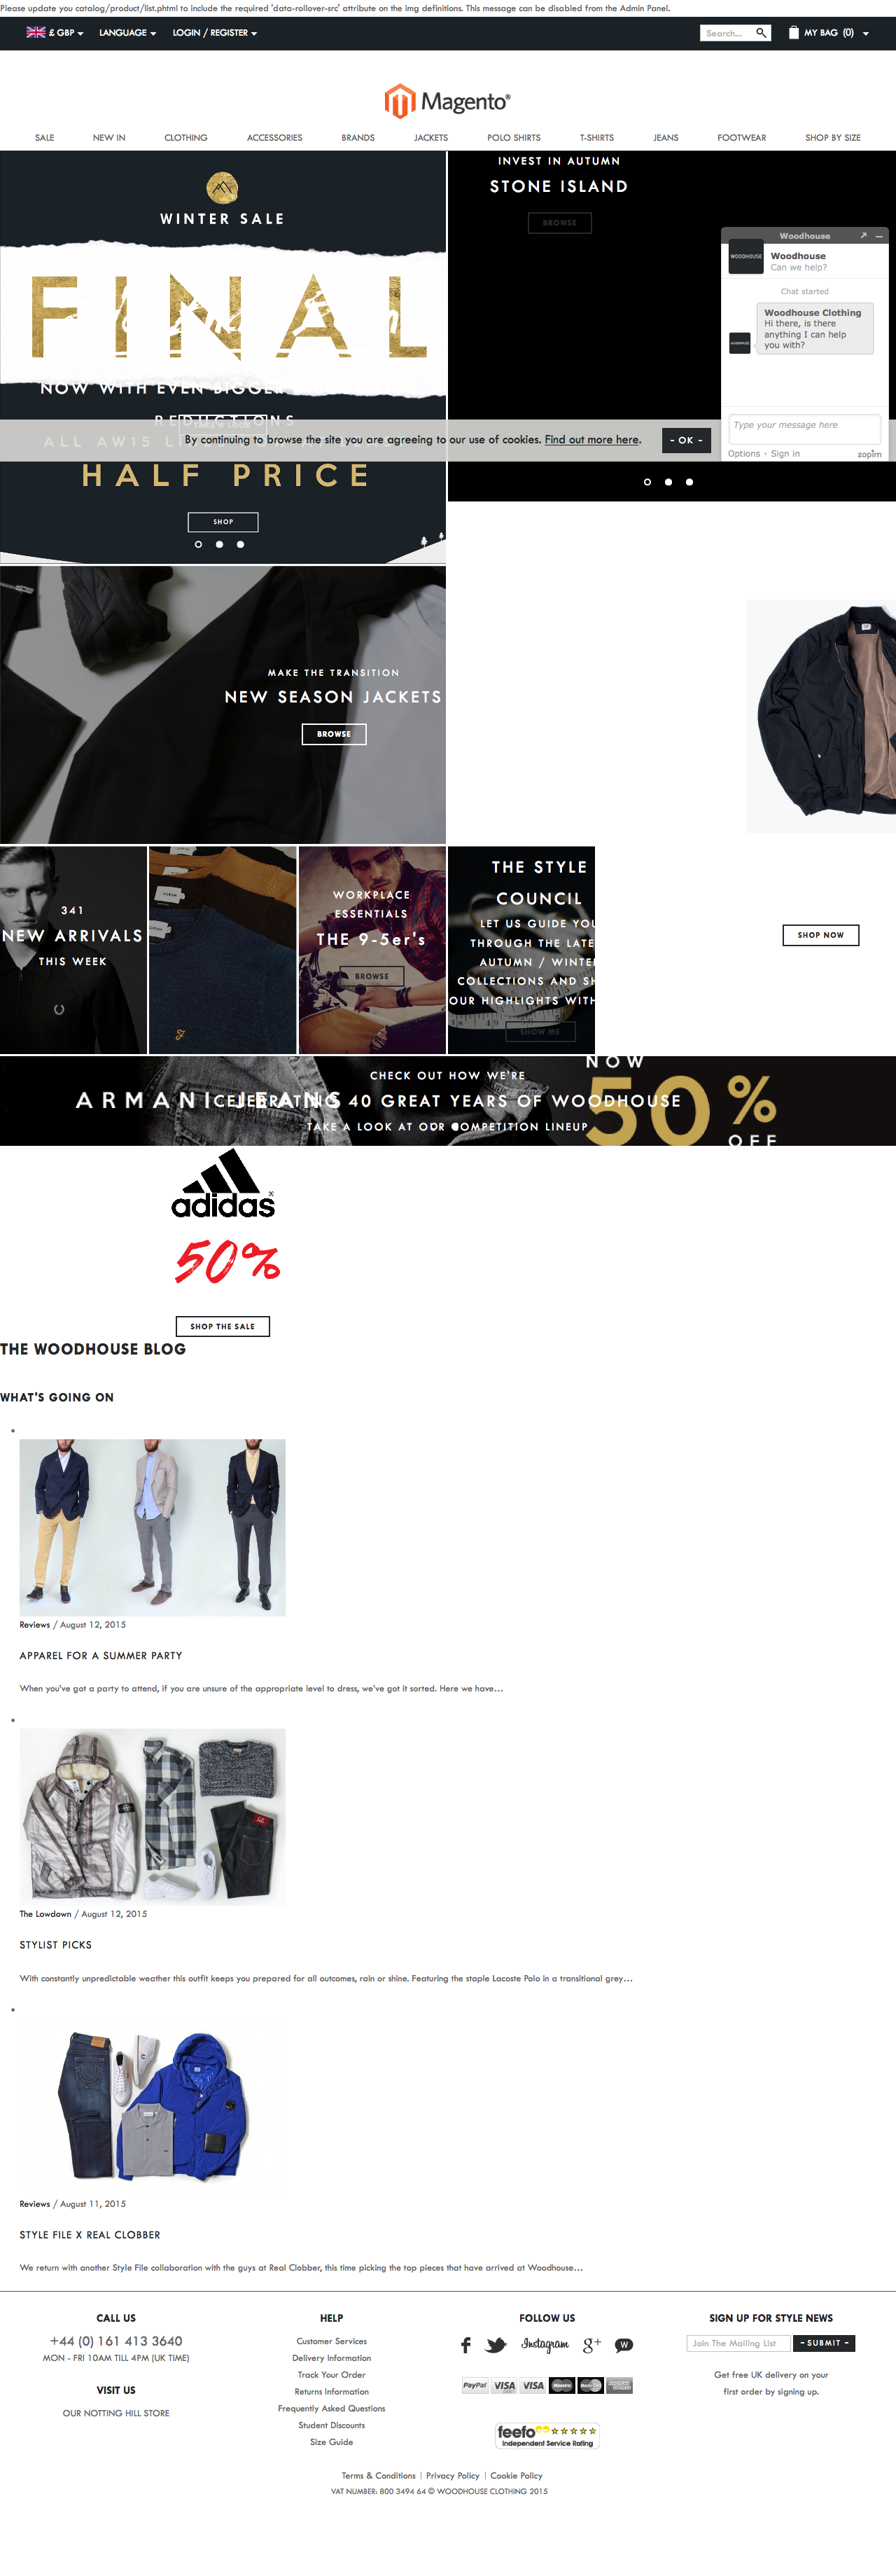 Please update you catalog/product/list.phtml to include the required 'data-rollover-src' attribute on the img definitions. This message can be disabled from the Admin Panel.
£ GBP
LANGUAGE
LOGIN / REGISTER
Search...
MY BAG (0)
Magento®
SALE
NEW IN
CLOTHING
ACCESSORIES
BRANDS
JACKETS
POLO SHIRTS
T-SHIRTS
JEANS
FOOTWEAR
SHOP BY SIZE
WINTER SALE
FINAL
NOW WITH EVEN BIGGER
REDUCTIONS
TAKE A LOOK
ALL AW15
HALF PRICE
SHOP
INVEST IN AUTUMN
STONE ISLAND
BROWSE
Woodhouse
WOODHOUSE
Woodhouse
Can we help?
Chat started
Woodhouse Clothing
Hi there, is there
anything I can help
you with?
Type your message here
Options • Sign in
zopim
By continuing to browse the site you are agreeing to our use of cookies. Find out more here.
- OK -
MAKE THE TRANSITION
NEW SEASON JACKETS
BROWSE
341
NEW ARRIVALS
THIS WEEK
WORKPLACE
ESSENTIALS
THE 9-5er's
BROWSE
THE STYLE
COUNCIL
LET US GUIDE YOU
THROUGH THE LATE
AUTUMN / WINTE
COLLECTIONS AND SH
OUR HIGHLIGHTS WITH
SHOW ME
SHOP NOW
CHECK OUT HOW WE'RE
ARMANI JEANS
CELEBRATING 40 GREAT YEARS OF WOODHOUSE
TAKE A LOOK AT OUR COMPETITION LINEUP
NOW
50%
OFF
adidas
50%
SHOP THE SALE
THE WOODHOUSE BLOG
WHAT'S GOING ON
Reviews / August 12, 2015
APPAREL FOR A SUMMER PARTY
When you've got a party to attend, if you are unsure of the appropriate level to dress, we've got it sorted. Here we have...
The Lowdown / August 12, 2015
STYLIST PICKS
With constantly unpredictable weather this outfit keeps you prepared for all outcomes, rain or shine. Featuring the staple Lacoste Polo in a transitional grey...
Reviews / August 11, 2015
STYLE FILE X REAL CLOBBER
We return with another Style File collaboration with the guys at Real Clobber, this time picking the top pieces that have arrived at Woodhouse...
CALL US
+44 (0) 161 413 3640
MON - FRI 10AM TILL 4PM (UK TIME)
VISIT US
OUR NOTTING HILL STORE
HELP
Customer Services
Delivery Information
Track Your Order
Returns information
Frequently Asked Questions
Student Discounts
Size Guide
FOLLOW US
Instagram
W
PayPal
VISA
VISA
Maestro
MasterCard
feefo
Independent Service Rating
SIGN UP FOR STYLE NEWS
Join The Mailing List
- SUBMIT -
Get free UK delivery on your
first order by signing up.
Terms & Conditions | Privacy Policy | Cookie Policy
VAT NUMBER: 800 3494 64 © WOODHOUSE CLOTHING 2015